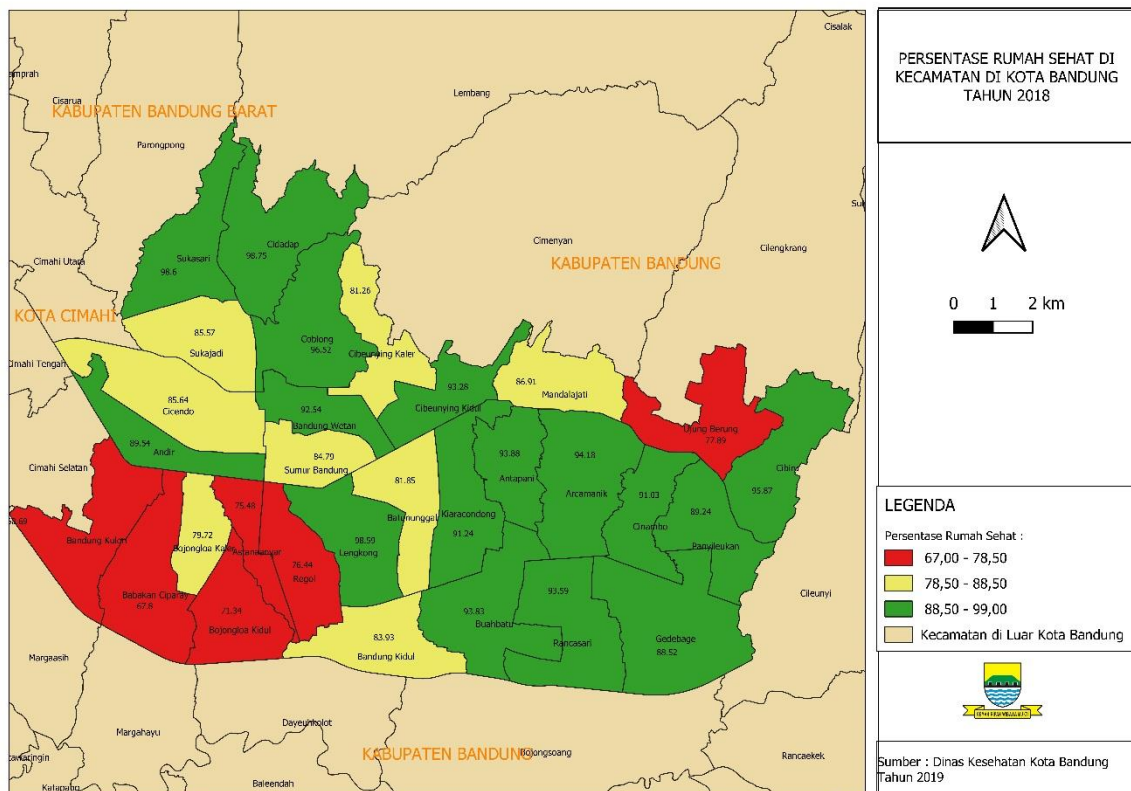 PERSENTASE RUMAH SEHAT DI
KECAMATAN DI KOTA BANDUNG
TAHUN 2018
Cisalak
Cisarua
Lembang
KABUPATEN BANDUNG BARAT
Parongpong
Cimenyan
Cilengkrang
Cimahi Utara
KABUPATEN BANDUNG
Cidadap
98.75
Sukasari
98.6
81.26
KOTA CIMAHI
0 1 2 km
85.57
Sukajadi
Coblong
96.52
Cibeunying Kaler
Cimahi Tengah
93.28
Cibeunying Kidul
86.91
Mandalajati
85.64
Cicendo
92.54
Bandung Wetan
Ujung Berung
77.89
89.54
Andir
84.79
Sumur Bandung
93.88
Antapani
94.18
Arcamanik
Cimahi Selatan
95.87
81.85
Batununggal
91.03
Cinambo
89.24
Panyileukan
75.48
Astanaanyar
79.72
Bojongloa Kaler
Bandung Kulon
98.59
Lengkong
Kiaracondong
91.24
76.44
Regol
Babakan Ciparay
67.8
71.34
Bojongloa Kidul
93.83
Buahbatu
93.59
Rancasari
Gedebage
88.52
83.93
Bandung Kidul
Cileunyi
Margaasih
Margahayu
Dayeuhkolot
KABUPATEN BANDUNG
Bojongsoang
Rancaekek
Baleendah
Katapang
LEGENDA
Persentase Rumah Sehat :
67,00 - 78,50
78,50 - 88,50
88,50 - 99,00
Kecamatan di Luar Kota Bandung
Sumber : Dinas Kesehatan Kota Bandung
Tahun 2019